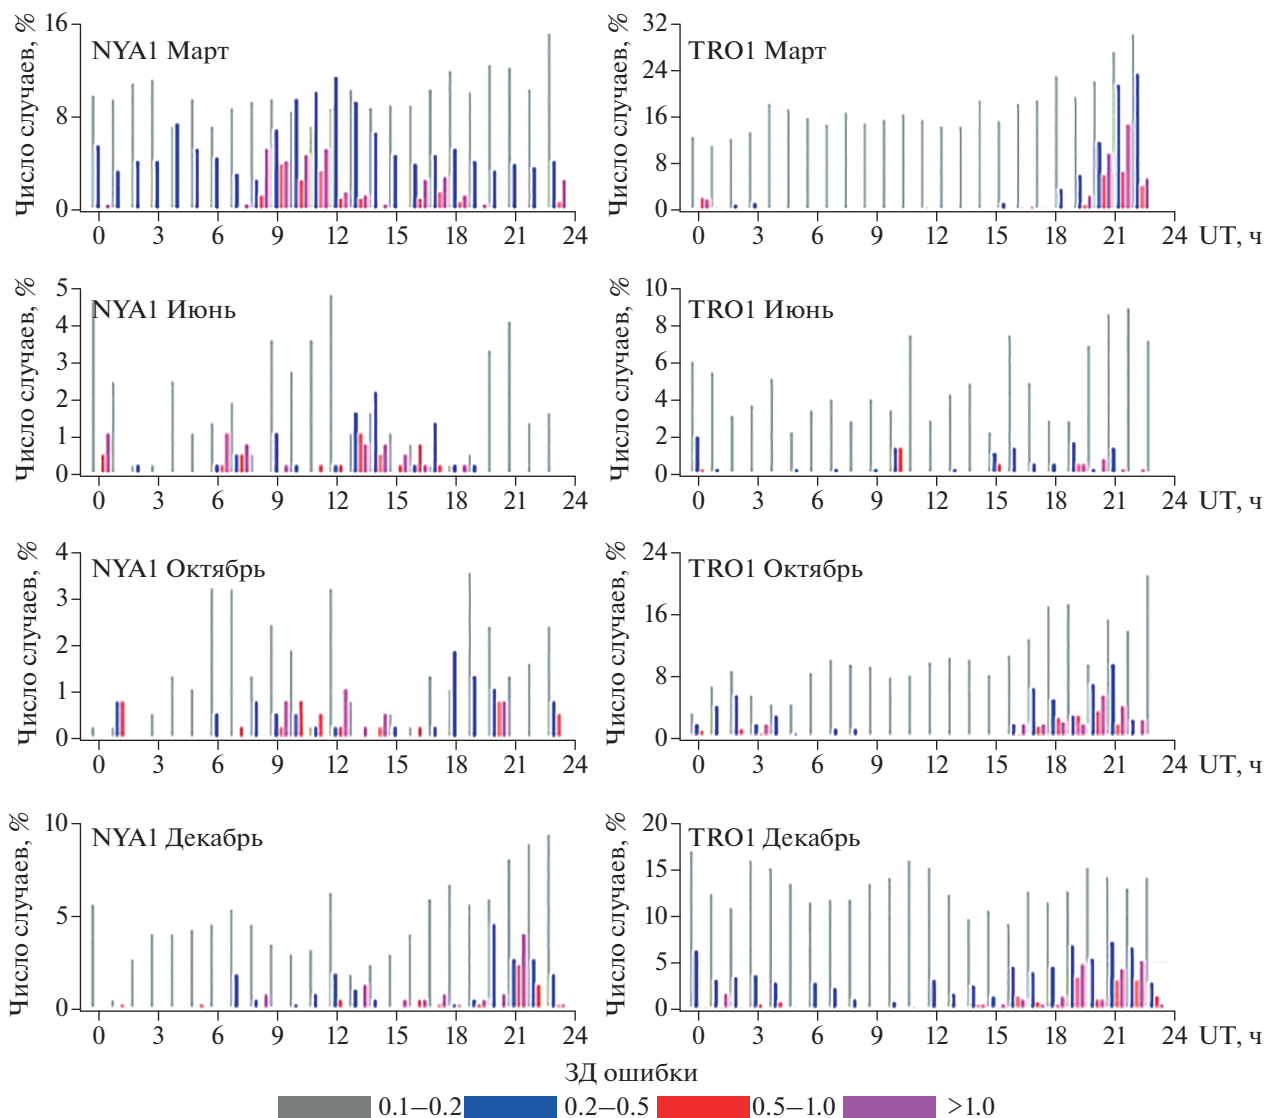 NYA1 Март
Число случаев, %
16
8
0
0 3 6 9 12 15 18 21 24
TRO1 Март
Число случаев, %
32
24
16
8
0
0 3 6 9 12 15 18 21 24 UT, ч
NYA1 Июнь
Число случаев, %
5
4
3
2
1
0
0 3 6 9 12 15 18 21 24
TRO1 Июнь
Число случаев, %
10
8
6
4
2
0
0 3 6 9 12 15 18 21 24 UT, ч
NYA1 Октябрь
Число случаев, %
4
3
2
1
0
0 3 6 9 12 15 18 21 24
TRO1 Октябрь
Число случаев, %
24
16
8
0
0 3 6 9 12 15 18 21 24 UT, ч
NYA1 Декабрь
Число случаев, %
10
5
0
0 3 6 9 12 15 18 21 24
TRO1 Декабрь
Число случаев, %
20
15
10
5
0
0 3 6 9 12 15 18 21 24 UT, ч
3Д ошибки
0.1–0.2 0.2–0.5 0.5–1.0 >1.0